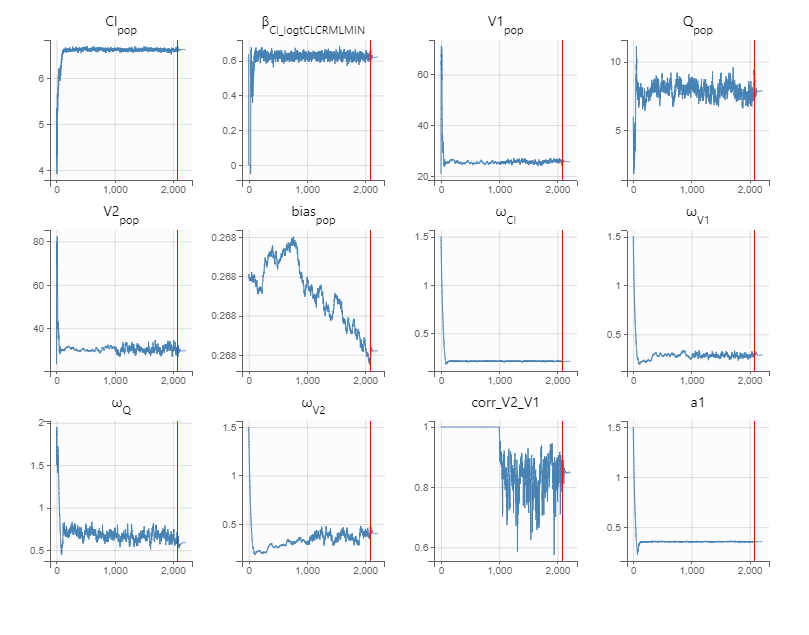 Cl_pop β_Cl_logtCLCRMLMIN V1_pop Q_pop
6 5 4 0 1,000 2,000
0.6 0.4 0.2 0 0 1,000 2,000
60 40 20 0 1,000 2,000
10 5 0 1,000 2,000
V2_pop bias_pop ω_Cl ω_V1
80 60 40 0 1,000 2,000
0.268 0.268 0.268 0.268 0 1,000 2,000
1.5 1 0.5 0 1,000 2,000
1.5 1 0.5 0 1,000 2,000
ω_Q ω_V2 corr_V2_V1 a1
2 1.5 1 0.5 0 1,000 2,000
1.5 1 0.5 0 1,000 2,000
1 0.8 0.6 0 1,000 2,000
1.5 1 0.5 0 1,000 2,000